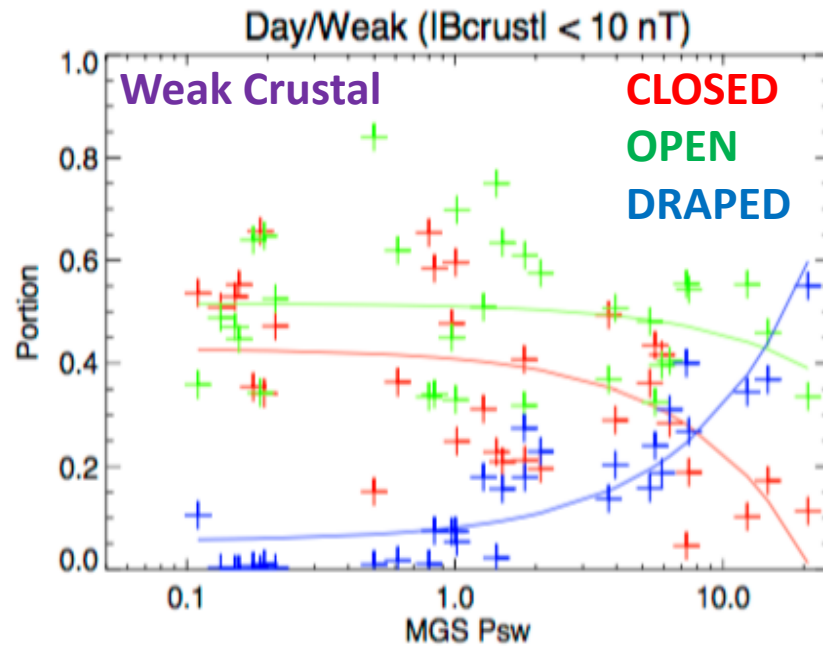 Day/Weak (|Bcrust| < 10 nT)
1.0
Weak Crustal
CLOSED
OPEN
DRAPED
0.8
0.6
Portion
0.4
0.2
0.0
0.1
1.0
10.0
MGS Psw